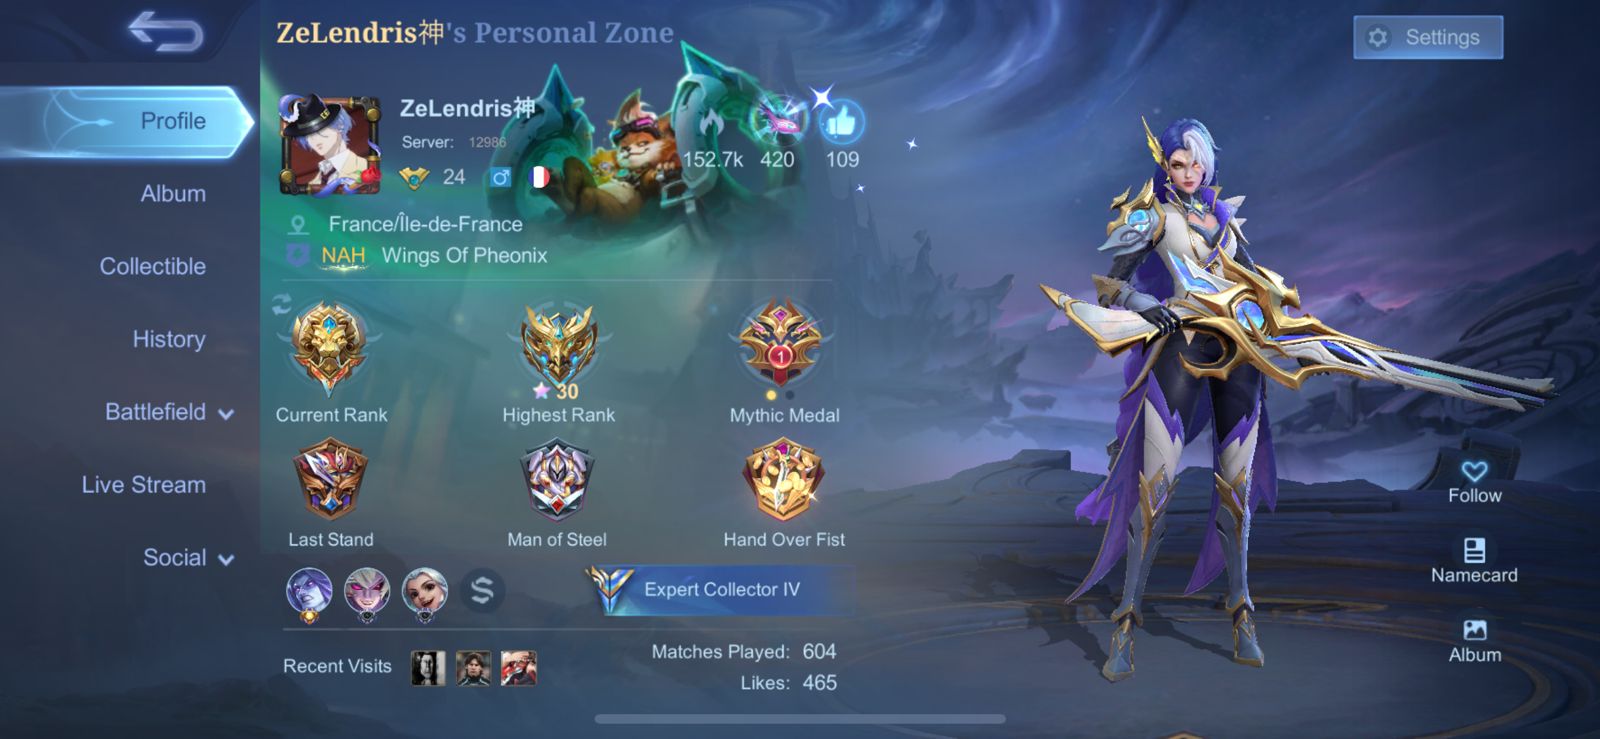 ZeLendris神's Personal Zone
Settings
Profile
Album
Collectible
History
Battlefield
Live Stream
Social
ZeLendris神
Server: 12986
24
152.7k
420
109
France/Île-de-France
NAH Wings Of Pheonix
30
1
Current Rank
Highest Rank
Mythic Medal
Last Stand
Man of Steel
Hand Over Fist
Expert Collector IV
Recent Visits
Matches Played: 604
Likes: 465
Follow
Namecard
Album